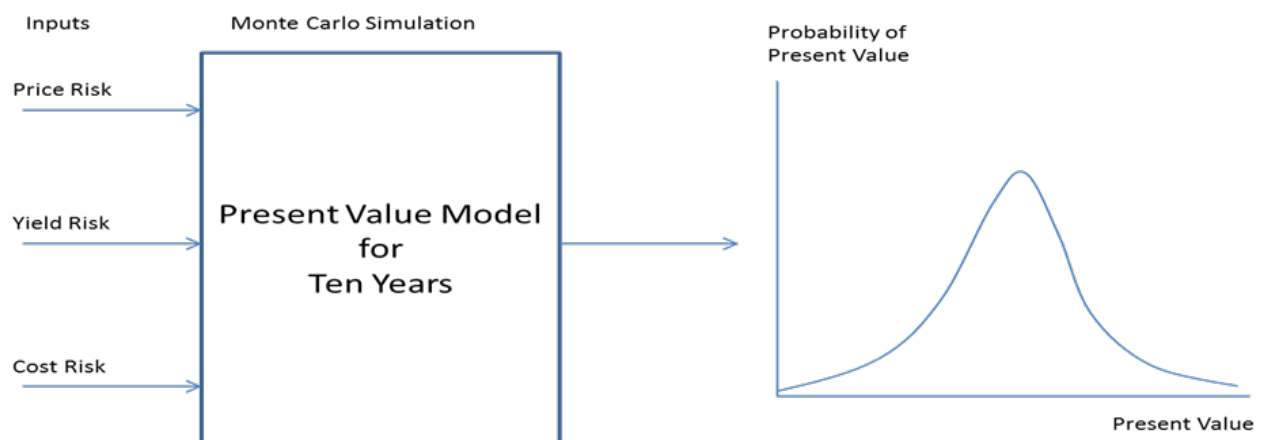 Inputs
Monte Carlo Simulation
Price Risk
Yield Risk
Cost Risk
Present Value Model
for
Ten Years
Probability of
Present Value
Present Value